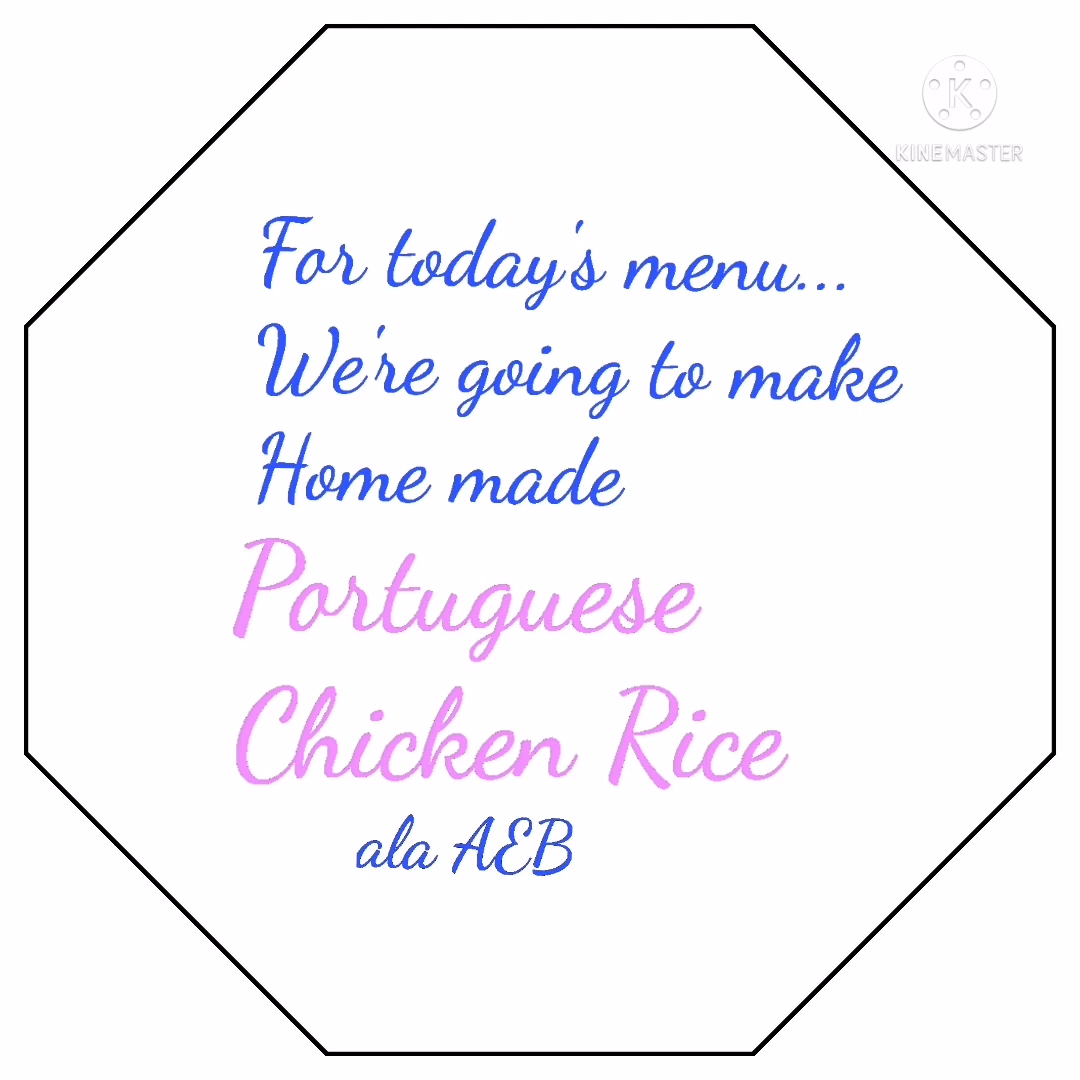 K
KINEMASTER
For today's menu...
We're going to make
Home made
Portuguese
Chicken Rice
ala AEB